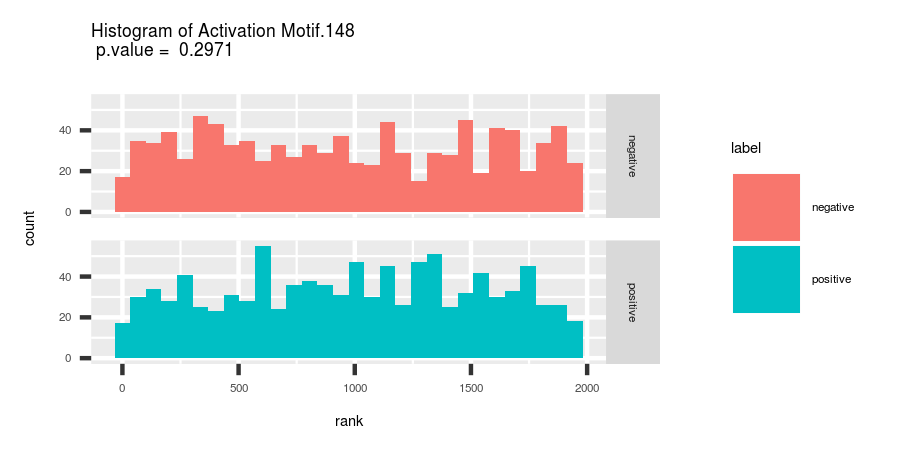 Histogram of Activation Motif.148
p.value =  0.2971
count
40
20
0
negative
40
20
0
positive
0
500
1000
1500
2000
rank
label
negative
positive